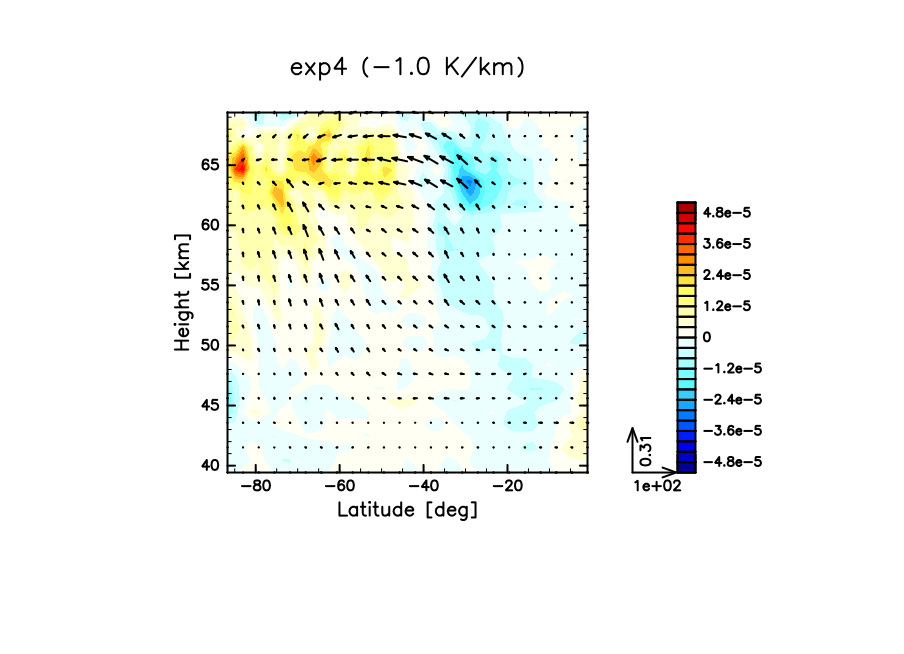 exp4 (−1.0 K/km)
65
60
55
50
45
40
Height [km]
−80 −60 −40 −20
Latitude [deg]
0.31
1e+02
4.8e−5
3.6e−5
2.4e−5
1.2e−5
0
−1.2e−5
−2.4e−5
−3.6e−5
−4.8e−5